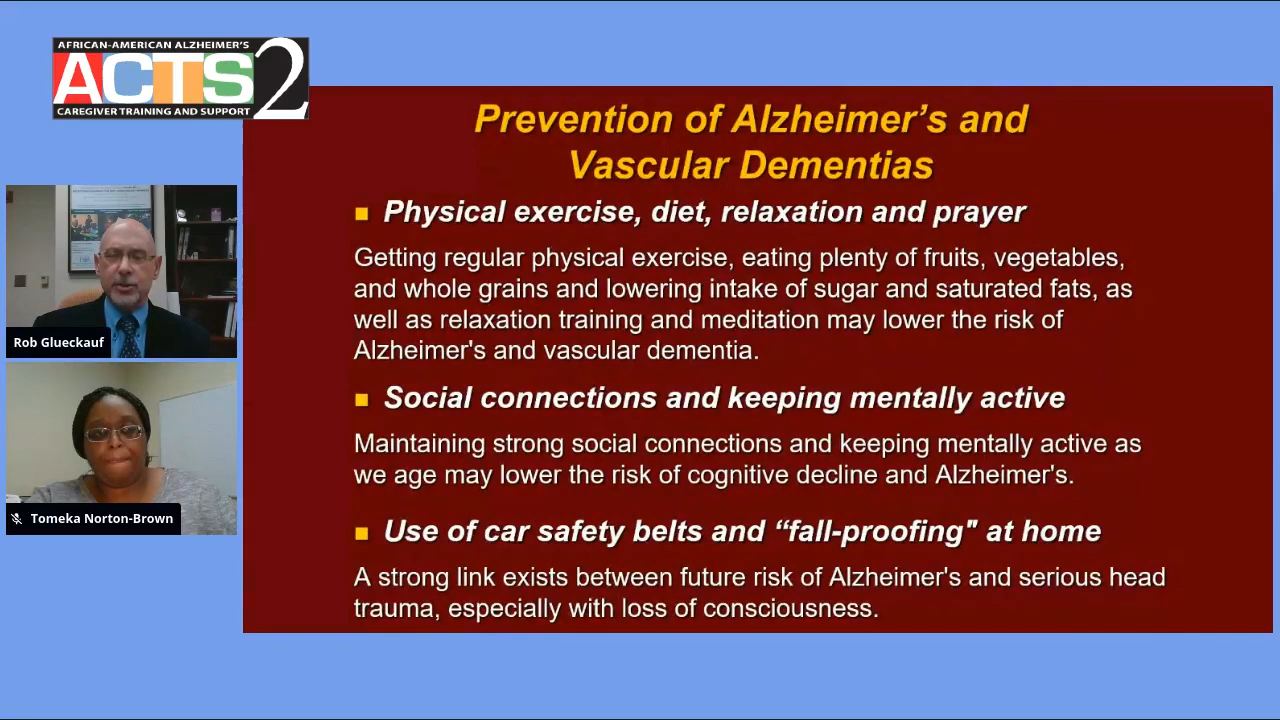 AFRICAN-AMERICAN ALZHEIMER'S
ACTS2
CAREGIVER TRAINING AND SUPPORT
Prevention of Alzheimer’s and
Vascular Dementias
Physical exercise, diet, relaxation and prayer
Getting regular physical exercise, eating plenty of fruits, vegetables,
and whole grains and lowering intake of sugar and saturated fats, as
well as relaxation training and meditation may lower the risk of
Alzheimer's and vascular dementia.
Social connections and keeping mentally active
Maintaining strong social connections and keeping mentally active as
we age may lower the risk of cognitive decline and Alzheimer's.
Use of car safety belts and “fall-proofing" at home
A strong link exists between future risk of Alzheimer's and serious head
trauma, especially with loss of consciousness.
Rob Glueckauf
Tomeka Norton-Brown